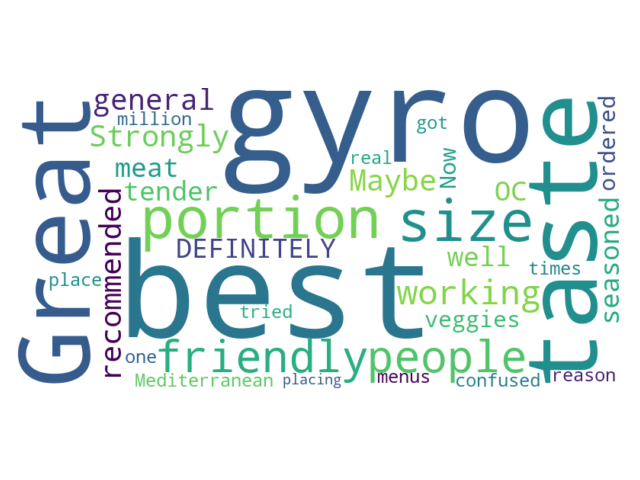 Great
gyro
taste
general
million
Strongly
got
ordered
meat
real
Maybe
Now
tender
OC
recommended
portion
size
seasoned
DEFINITELY
best
well
place
times
working
tried
veggies
one
friendly
people
Mediterranean
placing
menus
confused
reason